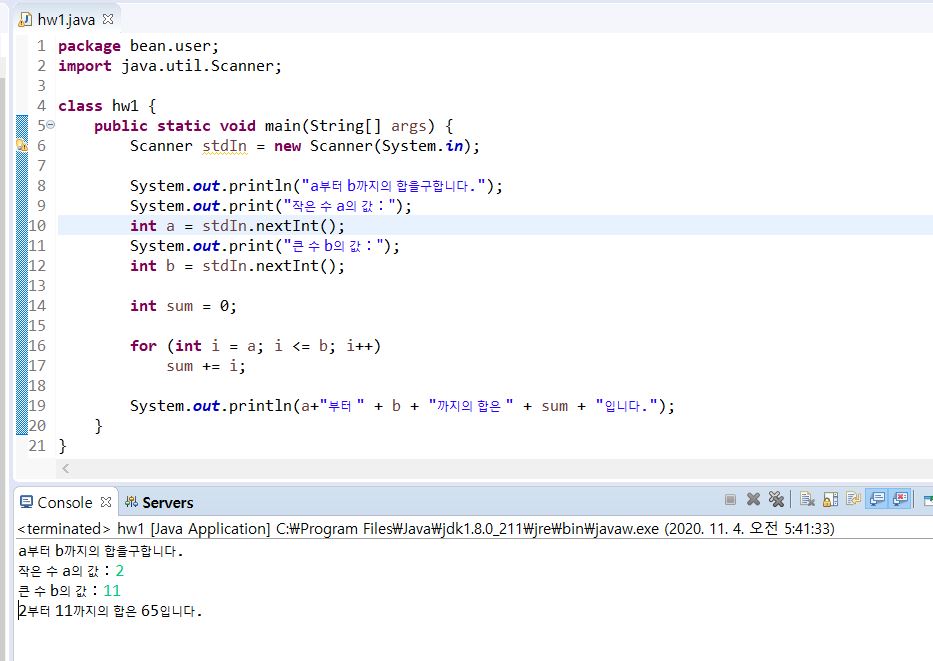 hw1.java
1 package bean.user;
2 import java.util.Scanner;
3
4 class hw1 {
5 public static void main(String[] args) {
6 Scanner stdIn = new Scanner(System.in);
7
8 System.out.println("a부터 b까지의 합을구합니다.");
9 System.out.print("작은 수 a의 값 : ");
10 int a = stdIn.nextInt();
11 System.out.print("큰 수 b의 값 : ");
12 int b = stdIn.nextInt();
13
14 int sum = 0;
15
16 for (int i = a; i <= b; i++)
17 sum += i;
18
19 System.out.println(a+"부터 " + b + "까지의 합은 " + sum + "입니다.");
20 }
21 }
Console Servers
<terminated> hw1 [Java Application] C:₩Program Files₩Java₩jdk1.8.0_211₩jre₩bin₩javaw.exe (2020. 11. 4. 오전 5:41:33)
a부터 b까지의 합을구합니다.
작은 수 a의 값 : 2
큰 수 b의 값 : 11
2부터 11까지의 합은 65입니다.